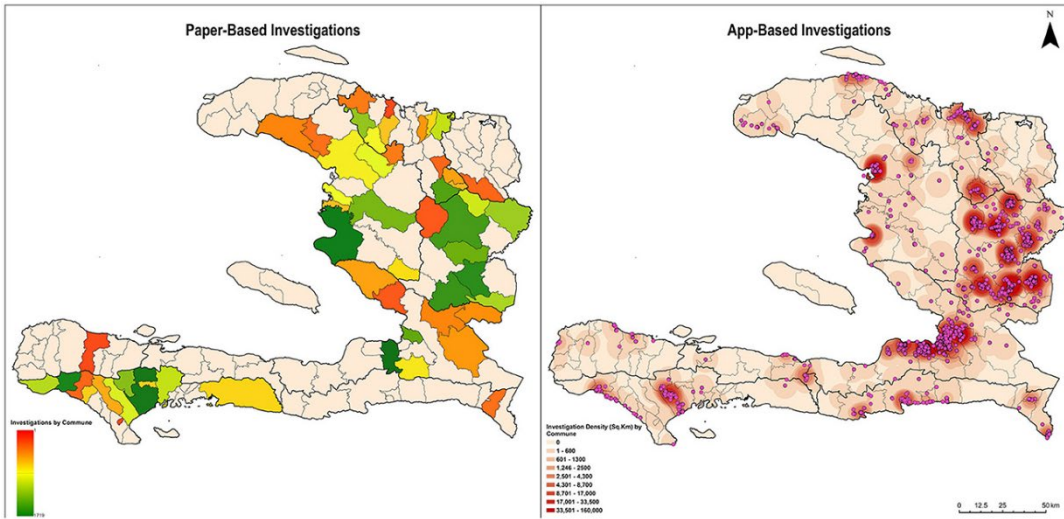 Paper-Based Investigations
App-Based Investigations
N
Investigations by Commune
Investigation Density (Sq.Km) by
Commune
0
1 - 600
601 - 1300
1,246 - 2500
2,501 - 4,300
4,301 - 8,700
8,701 - 17,000
17,001 - 33,500
33,501 - 160,000
0 12.5 25 50 km